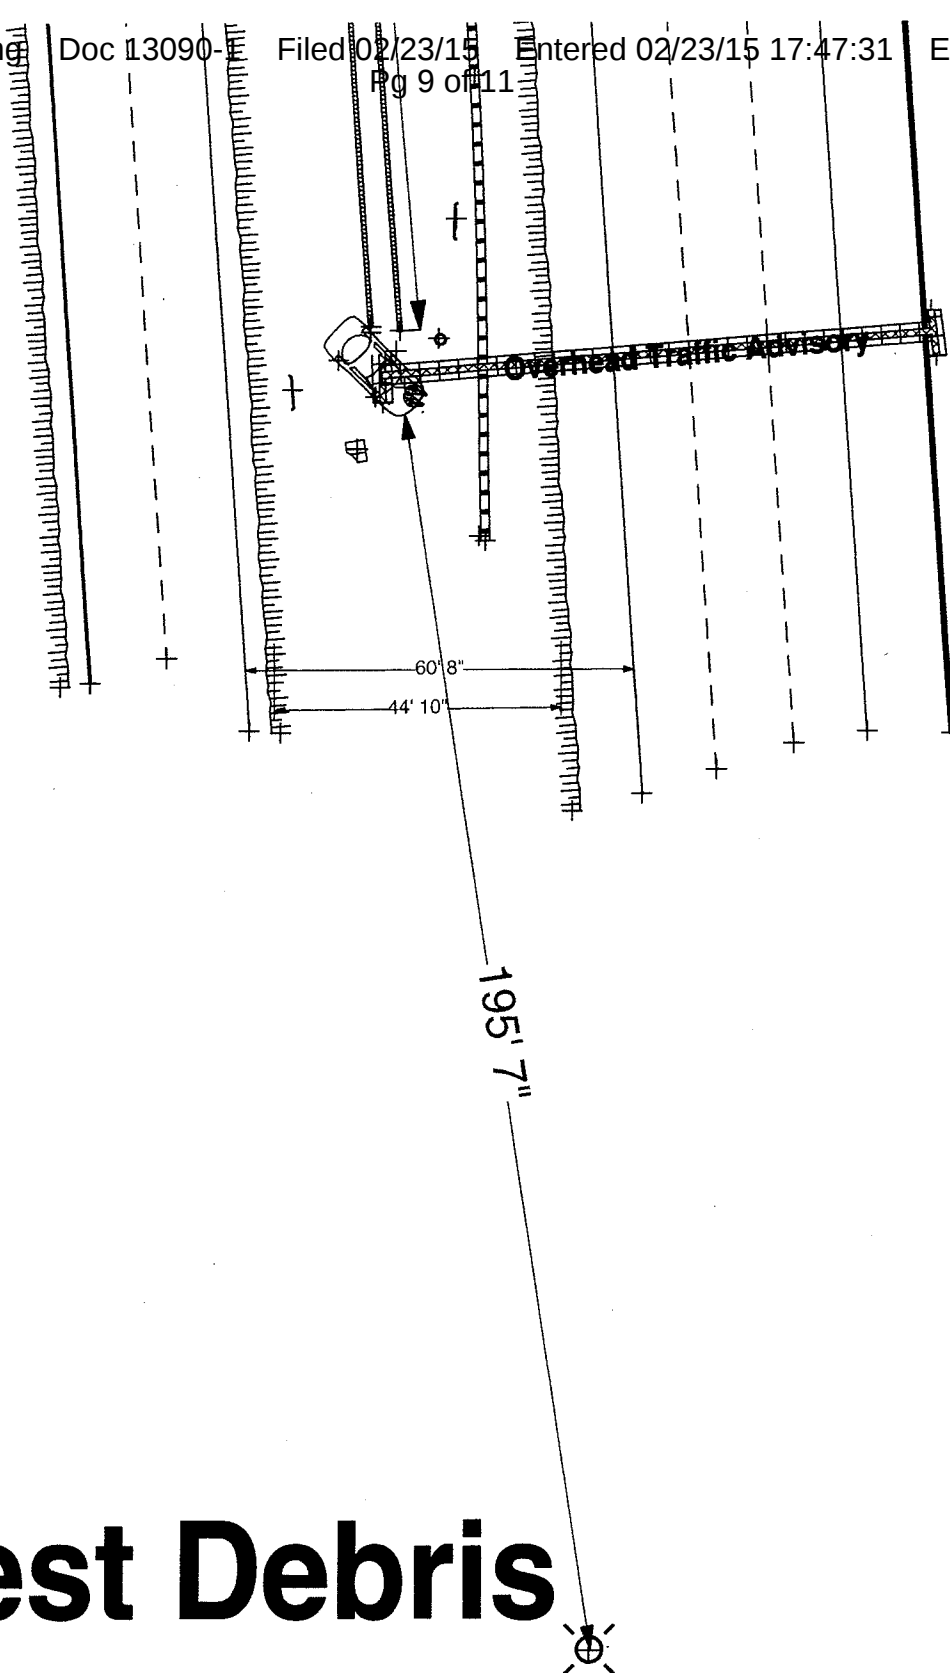 Doc 13090-1 Filed 02/23/15 Entered 02/23/15 17:47:31
Pg 9 of 11
Overhead Traffic Advisory
60' 8"
44' 10"
195' 7"
est Debris